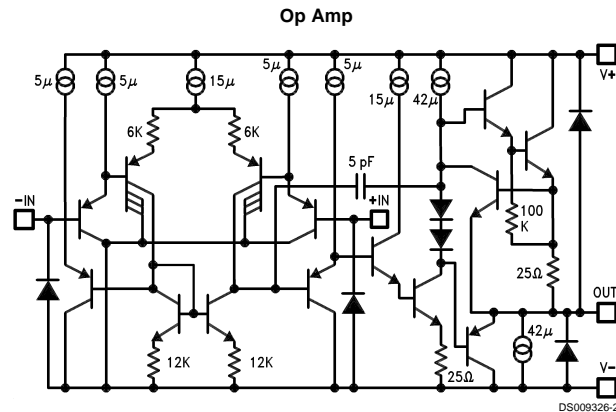 Op Amp
5μ
5μ
15μ
5μ
5μ
15μ
42μ
V+
6K
6K
5 pF
-IN
+IN
100
K
25Ω
OUT
12K
12K
25Ω
42μ
V-
DS009326-2